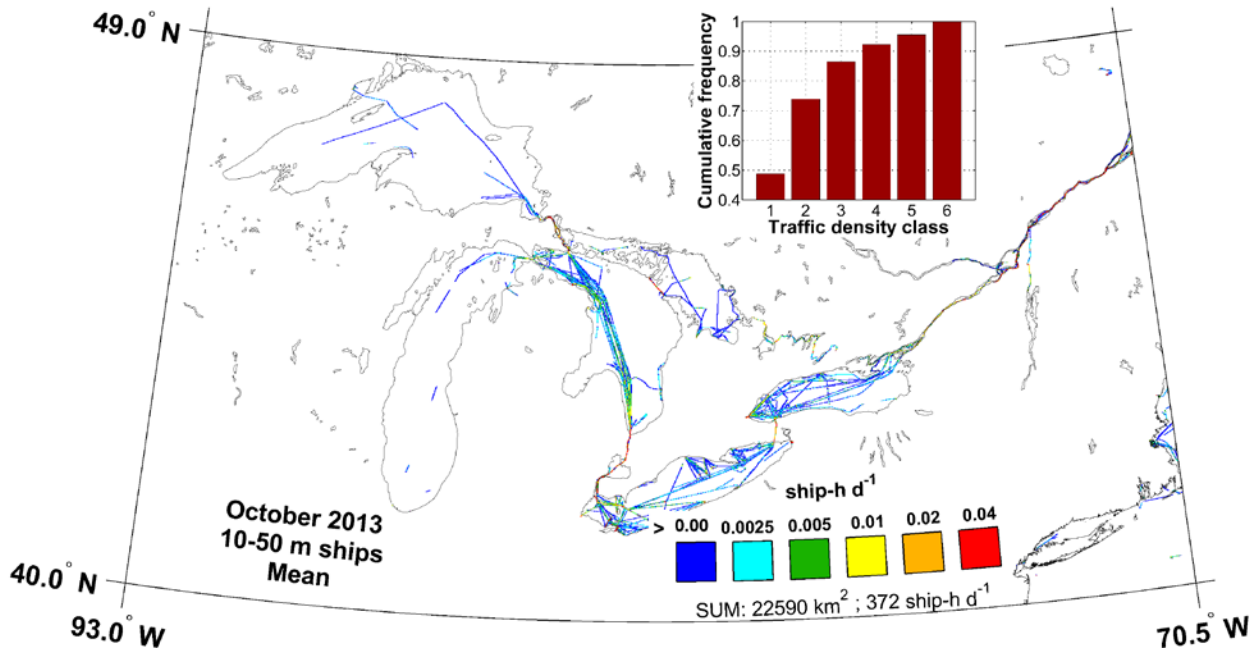 49.0° N
1
0.9
0.8
0.7
0.6
0.5
0.4
Cumulative frequency
1 2 3 4 5 6
Traffic density class
October 2013
10-50 m ships
Mean
ship-h d⁻¹
> 0.00 0.0025 0.005 0.01 0.02 0.04
SUM: 22590 km² ; 372 ship-h d⁻¹
40.0° N
93.0° W
70.5° W